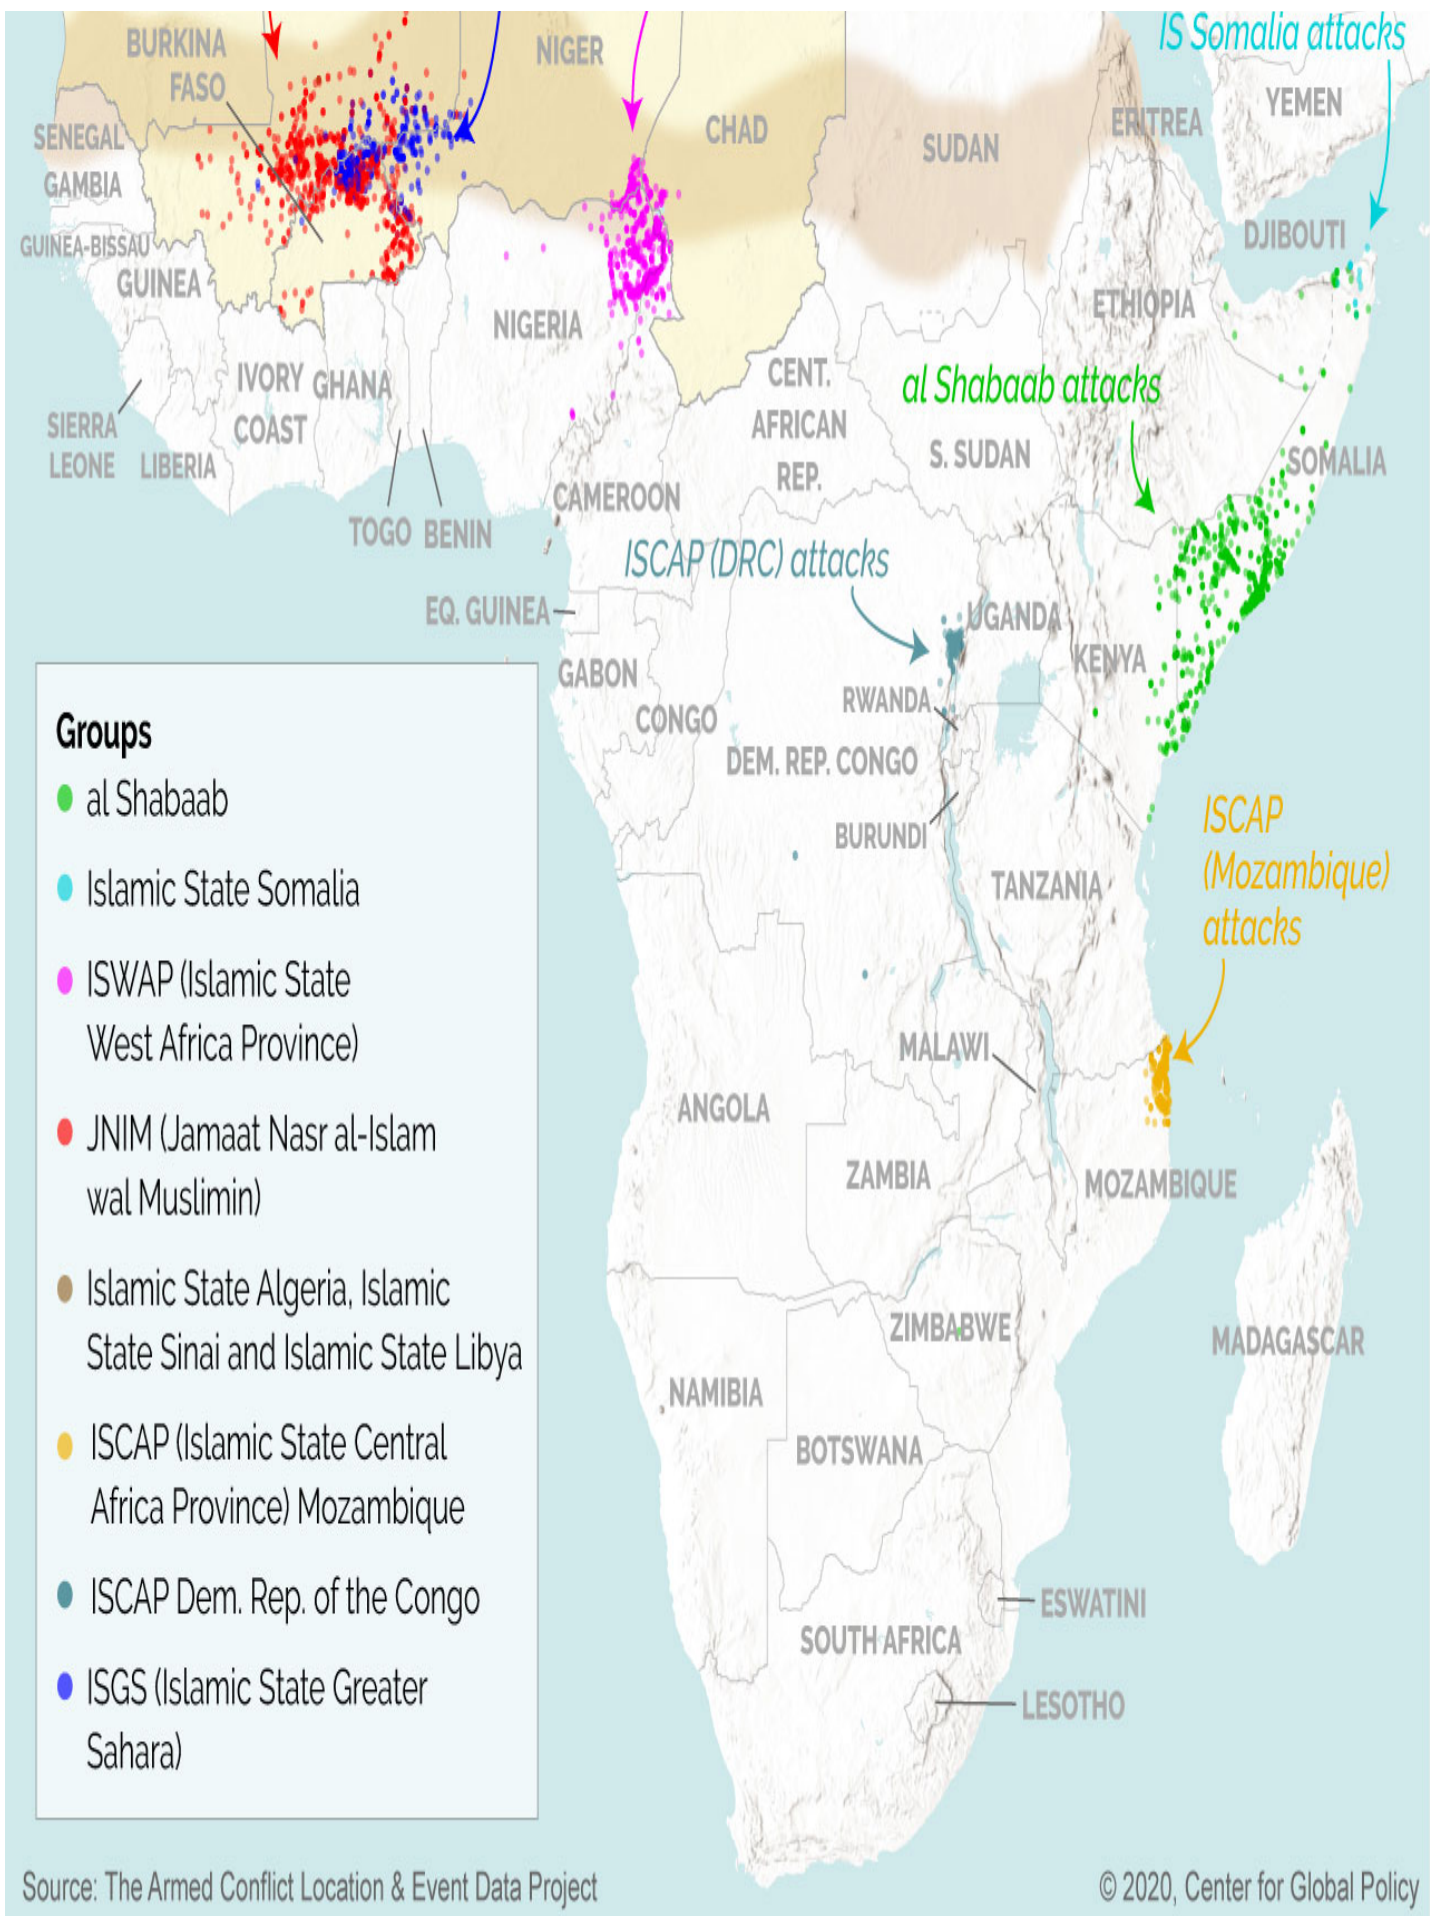 IS Somalia attacks
BURKINA
FASO
NIGER
CHAD
SUDAN
ERITREA
YEMEN
SENEGAL
GAMBIA
GUINEA-BISSAU
GUINEA
DJIBOUTI
NIGERIA
ETHIOPIA
IVORY
COAST
GHANA
CENT.
AFRICAN
REP.
al Shabaab attacks
SIERRA
LEONE
LIBERIA
S. SUDAN
SOMALIA
CAMEROON
TOGO
BENIN
ISCAP (DRC) attacks
EQ. GUINEA
UGANDA
GABON
KENYA
RWANDA
CONGO
DEM. REP. CONGO
BURUNDI
ISCAP
(Mozambique)
attacks
TANZANIA
MALAWI
ANGOLA
ZAMBIA
MOZAMBIQUE
ZIMBABWE
MADAGASCAR
NAMIBIA
BOTSWANA
ESWATINI
SOUTH AFRICA
LESOTHO
Groups
al Shabaab
Islamic State Somalia
ISWAP (Islamic State
West Africa Province)
JNIM (Jamaat Nasr al-Islam
wal Muslimin)
Islamic State Algeria, Islamic
State Sinai and Islamic State Libya
ISCAP (Islamic State Central
Africa Province) Mozambique
ISCAP Dem. Rep. of the Congo
ISGS (Islamic State Greater
Sahara)
Source: The Armed Conflict Location & Event Data Project
© 2020, Center for Global Policy